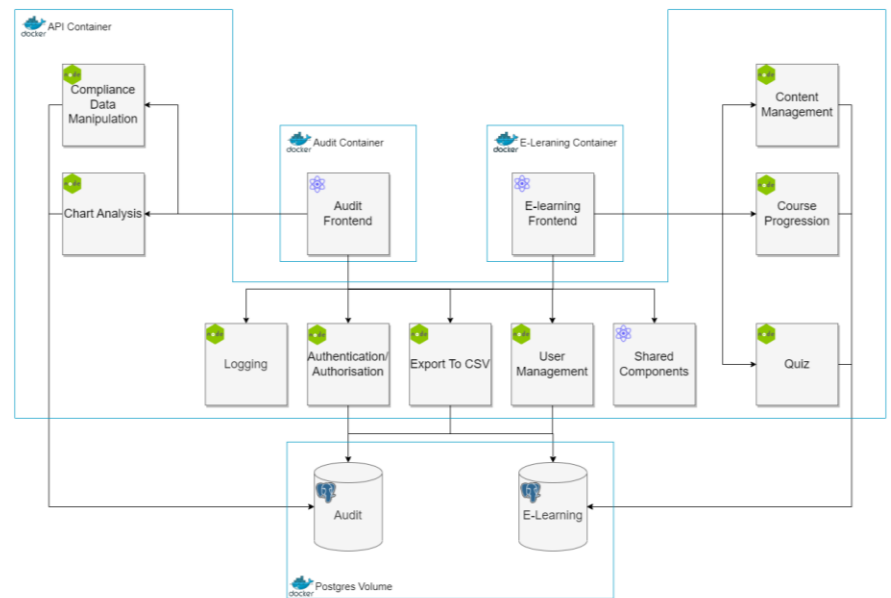 API Container
Compliance
Data
Manipulation
Content
Management
Audit Container
E-Leraning Container
Chart Analysis
Audit
Frontend
E-learning
Frontend
Course
Progression
Logging
Authentication/
Authorisation
Export To CSV
User
Management
Shared
Components
Quiz
Audit
E-Learning
Postgres Volume
docker
docker
docker
docker